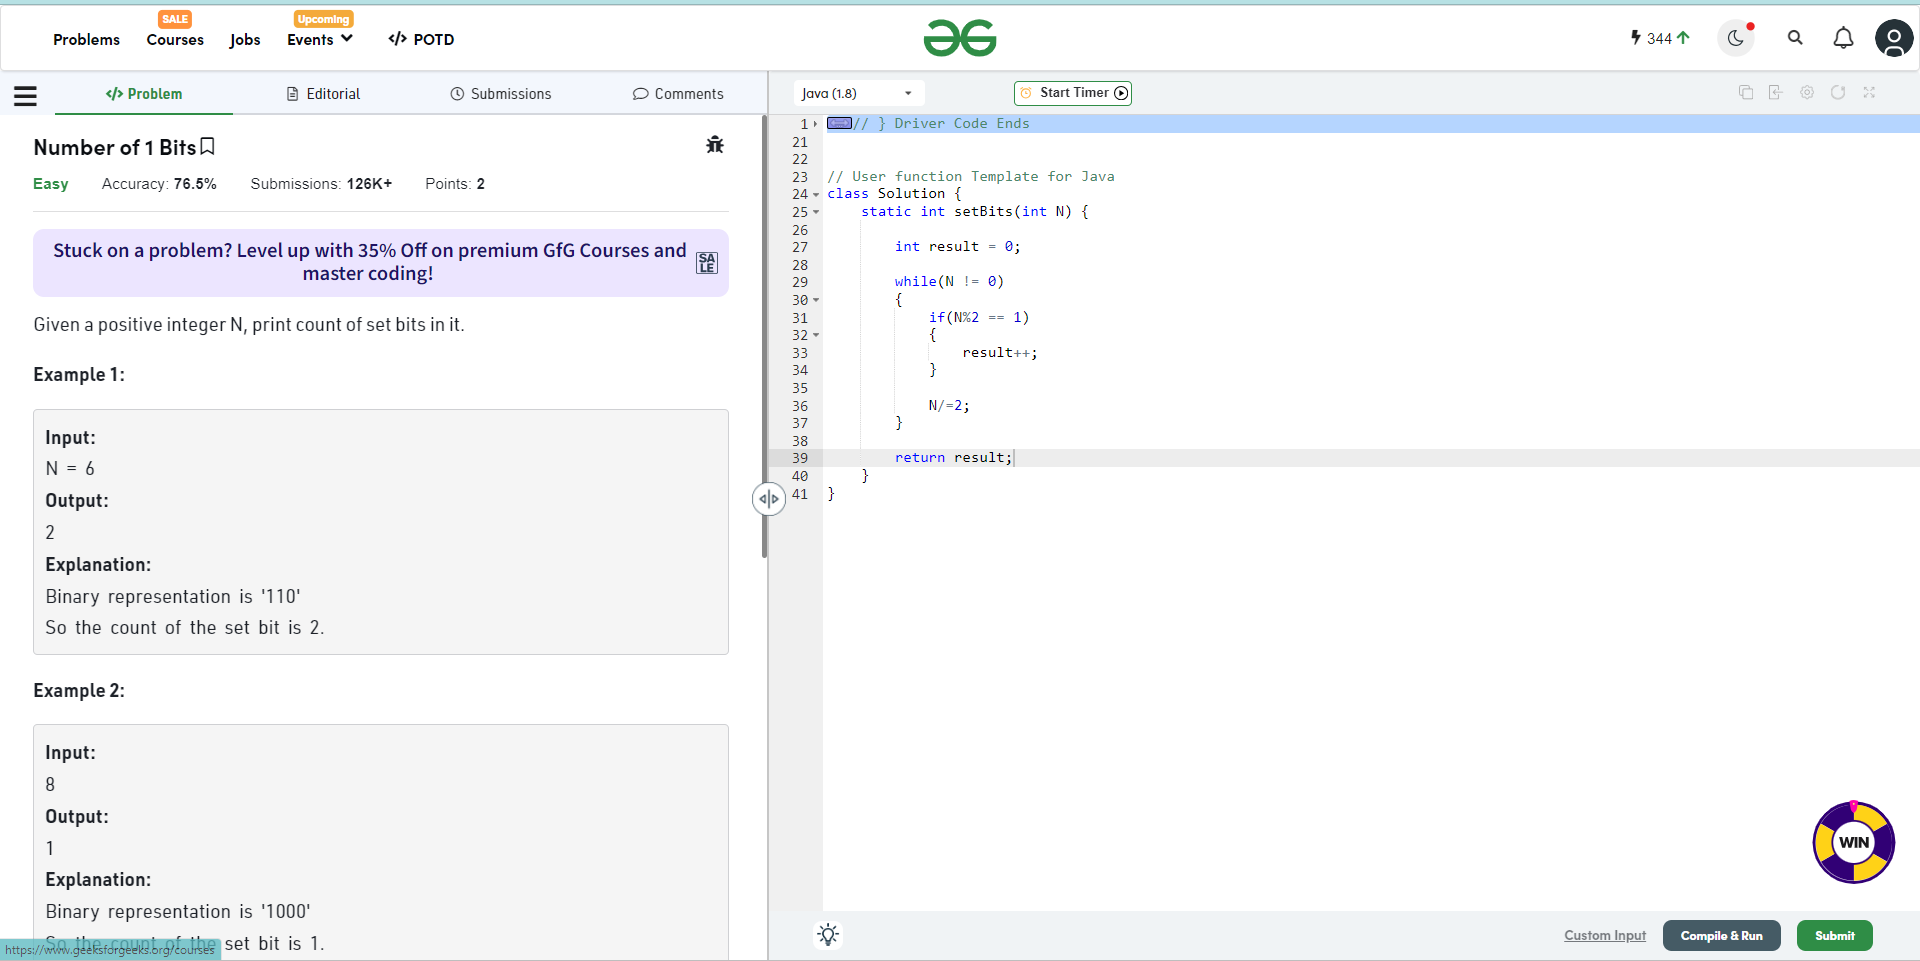 SALE
Upcoming
Problems Courses Jobs Events </> POTD
344
</> Problem Editorial Submissions Comments
Java (1.8) Start Timer
Number of 1 Bits
Easy Accuracy: 76.5% Submissions: 126K+ Points: 2
Stuck on a problem? Level up with 35% Off on premium GfG Courses and
master coding!
SA
LE
Given a positive integer N, print count of set bits in it.
Example 1:
Input:
N = 6
Output:
2
Explanation:
Binary representation is '110'
So the count of the set bit is 2.
Example 2:
Input:
8
Output:
1
Explanation:
Binary representation is '1000'
So the count of the set bit is 1.
https://www.geeksforgeeks.org/courses
1 // } Driver Code Ends
21
22
23 // User function Template for Java
24 class Solution {
25 static int setBits(int N) {
26
27 int result = 0;
28
29 while(N != 0)
30 {
31 if(N%2 == 1)
32 {
33 result++;
34 }
35
36 N/=2;
37 }
38
39 return result;
40 }
41 }
WIN
Custom Input Compile & Run Submit